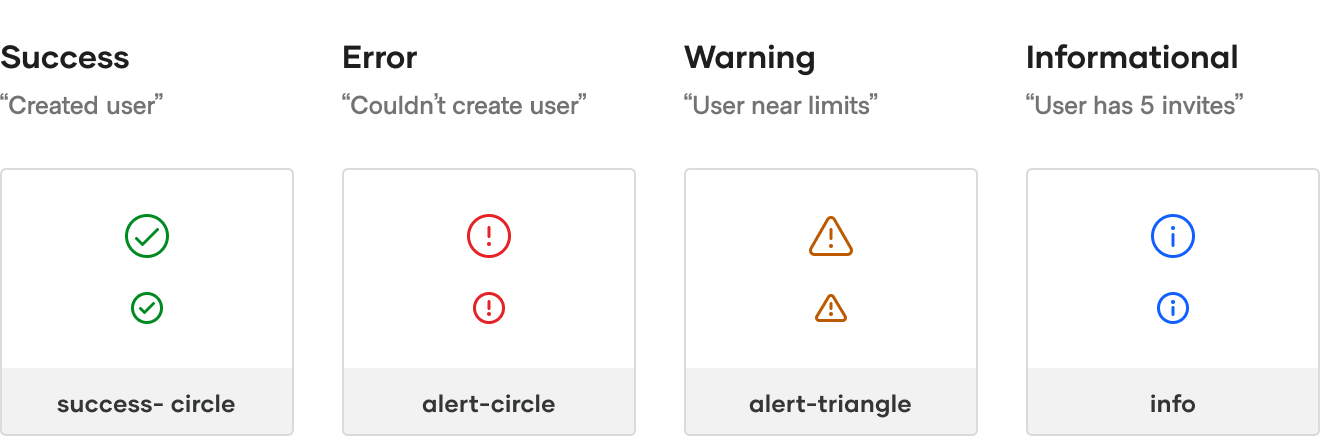 Success
“Created user”
success- circle
Error
“Couldn’t create user”
alert-circle
Warning
“User near limits”
alert-triangle
Informational
“User has 5 invites”
info